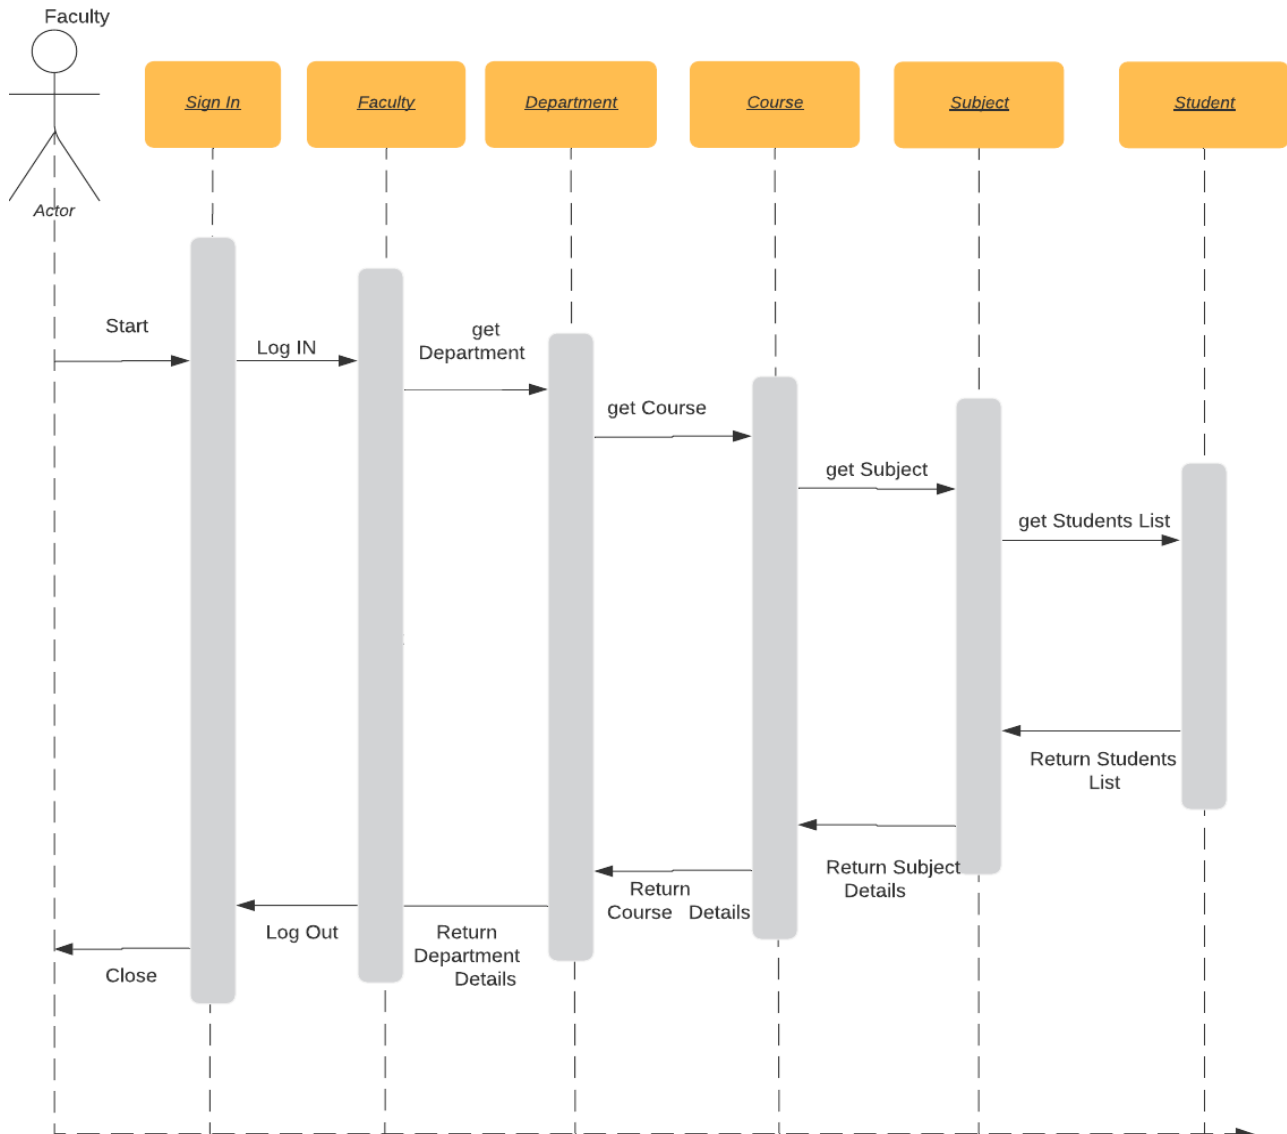 Faculty
Sign In
Faculty
Department
Course
Subject
Student
Actor
Start
Log IN
get
Department
get Course
get Subject
get Students List
Return Students
List
Return Subject
Details
Return
Course Details
Log Out
Return
Department
Details
Close